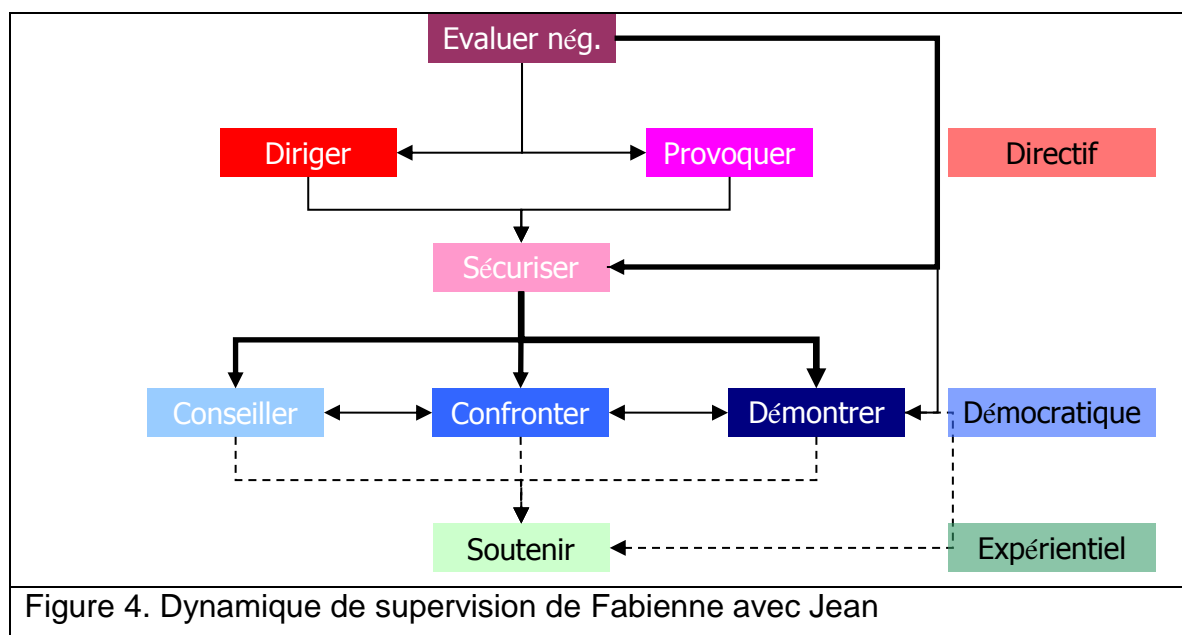 Evaluer nég.
Diriger
Provoquer
Directif
Sécuriser
Conseiller
Confronter
Démontrer
Démocratique
Soutenir
Expérientiel
Figure 4. Dynamique de supervision de Fabienne avec Jean